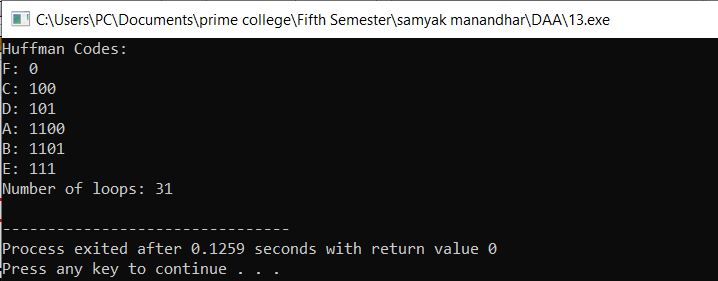 C:\Users\PC\Documents\prime college\Fifth Semester\samyak manandhar\DAA\13.exe
Huffman Codes:
F: 0
C: 100
D: 101
A: 1100
B: 1101
E: 111
Number of loops: 31
--------------------------------
Process exited after 0.1259 seconds with return value 0
Press any key to continue . . .